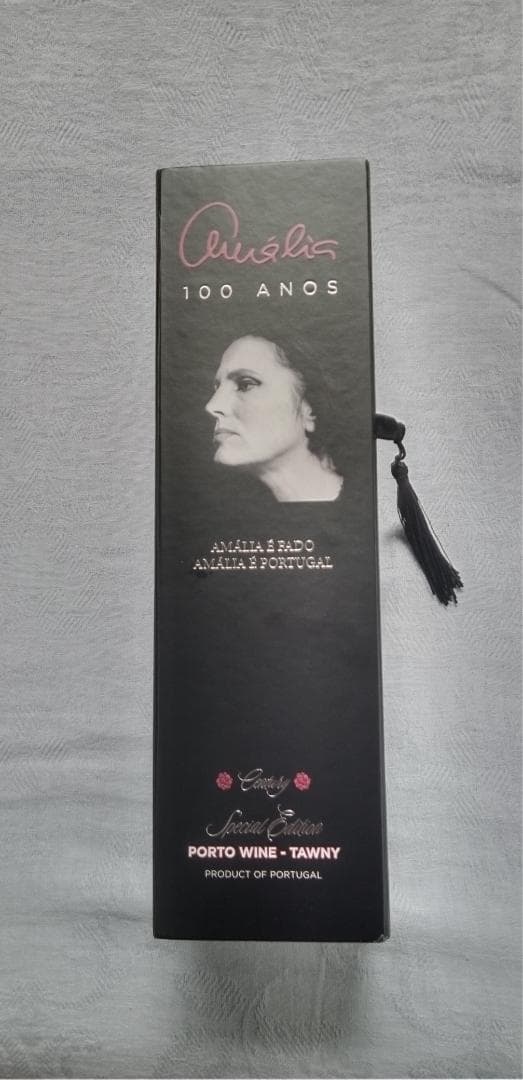 Amália
100 ANOS
AMÁLIA É FADO
AMÁLIA É PORTUGAL
Century
Special Edition
PORTO WINE - TAWNY
PRODUCT OF PORTUGAL